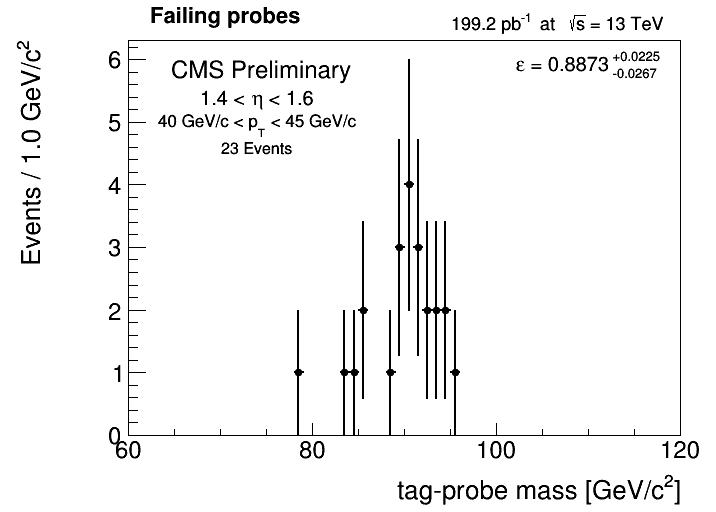 Failing probes
199.2 pb⁻¹ at √s = 13 TeV
CMS Preliminary
1.4 < η < 1.6
40 GeV/c < p_T < 45 GeV/c
23 Events
ε = 0.8873 +0.0225 -0.0267
Events / 1.0 GeV/c²
6
5
4
3
2
1
0
60 80 100 120
tag-probe mass [GeV/c²]